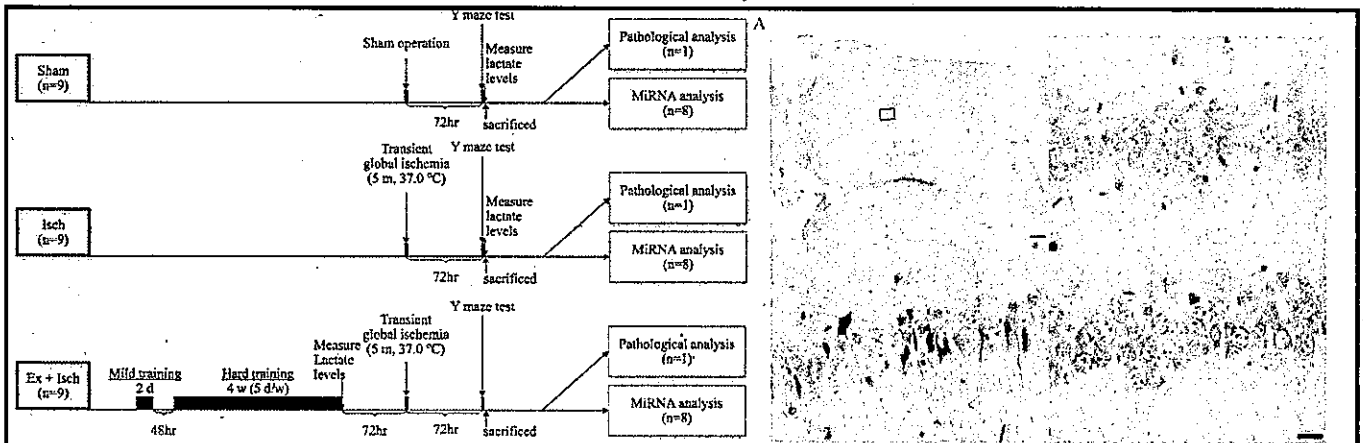 Y maze test
Sham operation
Measure
lactate
levels
Sham
(n=9)
72hr
sacrificed
Pathological analysis
(n=1)
MiRNA analysis
(n=8)
A
Transient
global ischemia
(5 m, 37.0 °C)
Y maze test
Measure
lactate
levels
Isch
(n=9)
72hr
sacrificed
Pathological analysis
(n=1)
MiRNA analysis
(n=8)
Transient
global ischemia
(5 m, 37.0 °C)
Y maze test
Measure
Lactate
levels
Ex + Isch
(n=9)
Mild training
2 d
Hard training
4 w (5 d/w)
48hr
72hr
72hr
sacrificed
Pathological analysis
(n=1)
MiRNA analysis
(n=8)